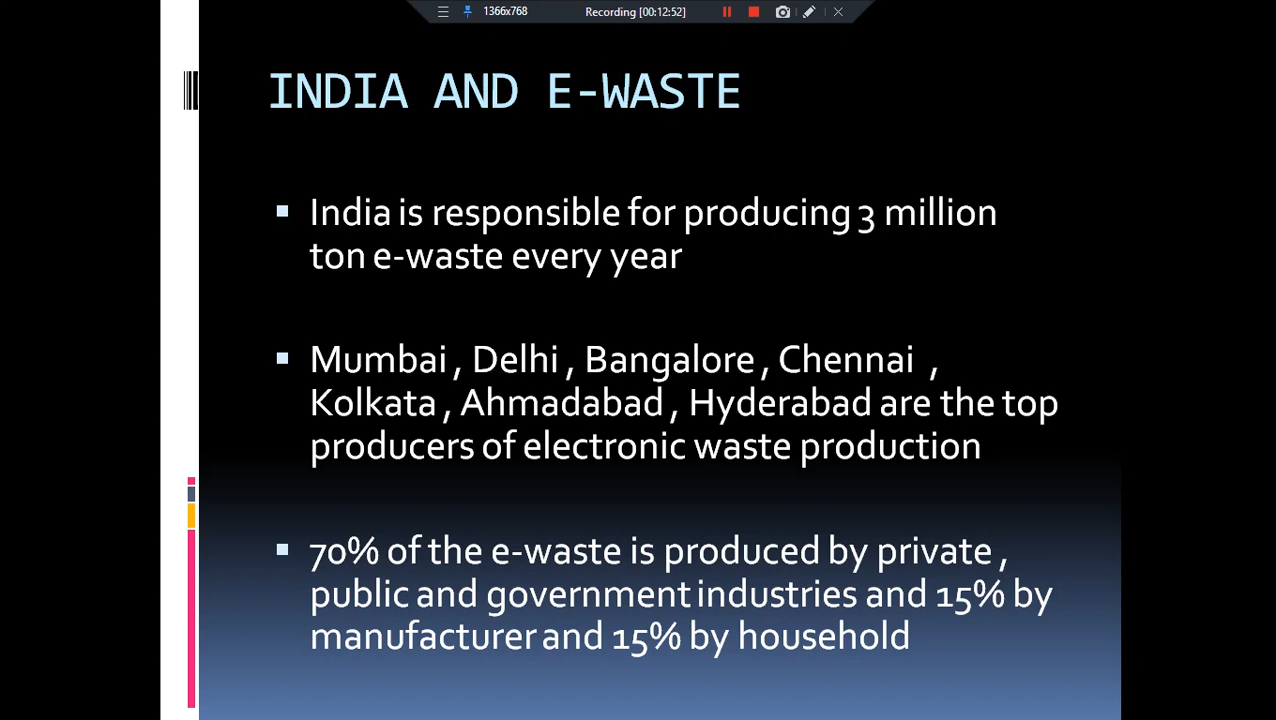 1366x768 Recording [00:12:52]
INDIA AND E-WASTE
India is responsible for producing 3 million
ton e-waste every year
Mumbai , Delhi , Bangalore , Chennai ,
Kolkata , Ahmadabad , Hyderabad are the top
producers of electronic waste production
70% of the e-waste is produced by private ,
public and government industries and 15% by
manufacturer and 15% by household